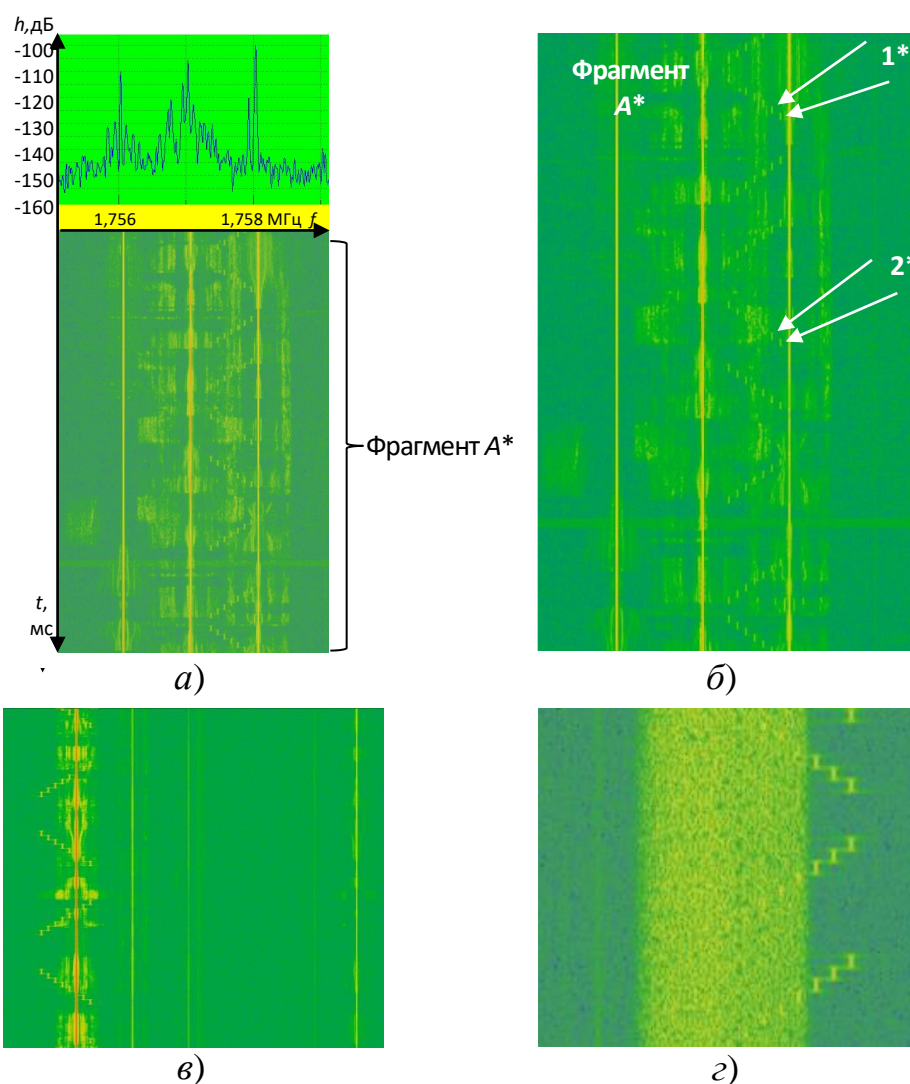 h,дБ
-100
-110
-120
-130
-140
-150
-160
1,756
1,758 МГц f
Фрагмент А*
t,
мс
а)
Фрагмент
А*
1*
2*
б)
в)
г)